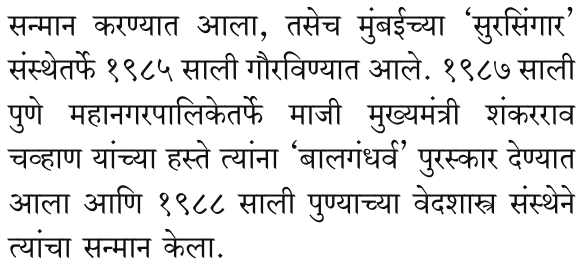 सन्मान करण्यात आला, तसेच मुंबईच्या ‘सुरसिंगार’
संस्थेतर्फे १९८५ साली गौरविण्यात आले. १९८७ साली
पुणे महानगरपालिकेतर्फे माजी मुख्यमंत्री शंकरराव
चव्हाण यांच्या हस्ते त्यांना ‘बालगंधर्व’ पुरस्कार देण्यात
आला आणि १९८८ साली पुण्याच्या वेदशास्त्र संस्थेने
त्यांचा सन्मान केला.